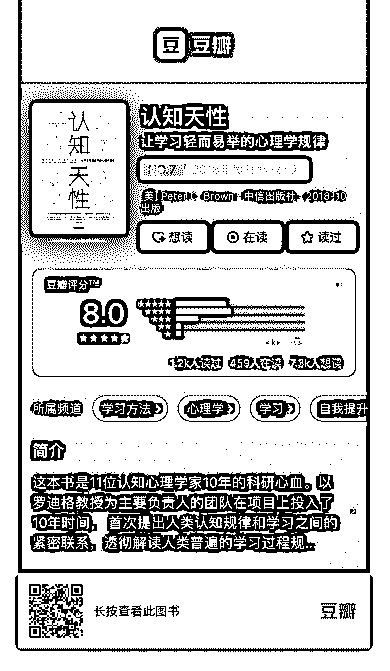 豆 豆瓣
认知天性
认知天性
让学习轻而易举的心理学规律
[美] Peter C. Brown / 中信出版社 / 2018-10
出版
想读 在读 读过
豆瓣评分
8.0
1.2k人读过 459人在读 7.8k人想读
所属频道 学习方法 心理学 学习 自我提升
简介
这本书是11位认知心理学家10年的科研心血。以
罗迪格教授为主要负责人的团队在项目上投入了
10年时间，首次提出人类认知规律和学习之间的
紧密联系，透彻解读人类普遍的学习过程规...
长按查看此图书
豆瓣